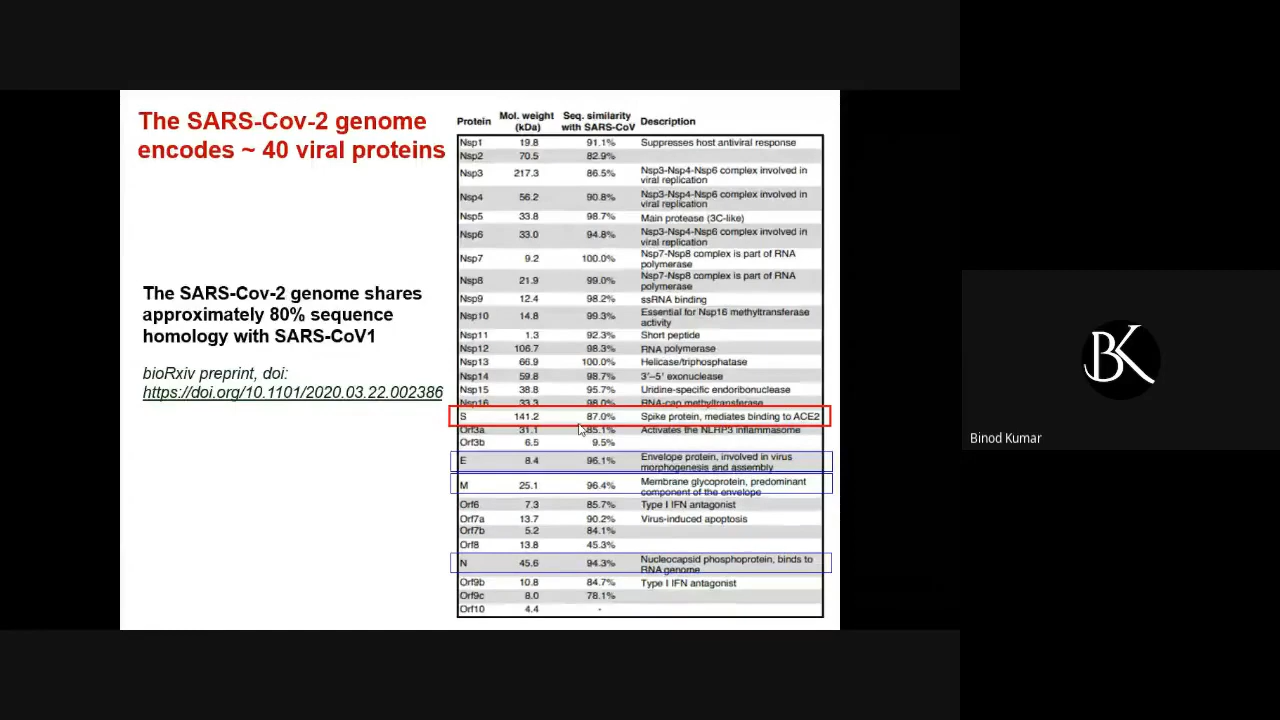 The SARS-Cov-2 genome
encodes ~ 40 viral proteins
The SARS-Cov-2 genome shares
approximately 80% sequence
homology with SARS-CoV1
bioRxiv preprint, doi:
https://doi.org/10.1101/2020.03.22.002386
Protein Mol. weight (kDa) Seq. similarity with SARS-CoV Description
Nsp1 19.8 91.1% Suppresses host antiviral response
Nsp2 70.5 82.9%
Nsp3 217.3 86.5% Nsp3-Nsp4-Nsp6 complex involved in
viral replication
Nsp4 56.2 90.8% Nsp3-Nsp4-Nsp6 complex involved in
viral replication
Nsp5 33.8 98.7% Main protease (3C-like)
Nsp6 33.0 94.8% Nsp3-Nsp4-Nsp6 complex involved in
viral replication
Nsp7 9.2 100.0% Nsp7-Nsp8 complex is part of RNA
polymerase
Nsp8 21.9 99.0% Nsp7-Nsp8 complex is part of RNA
polymerase
Nsp9 12.4 98.2% ssRNA binding
Nsp10 14.8 99.3% Essential for Nsp16 methyltransferase
activity
Nsp11 1.3 92.3% Short peptide
Nsp12 106.7 98.3% RNA polymerase
Nsp13 66.9 100.0% Helicase/triphosphatase
Nsp14 59.8 98.7% 3′–5′ exonuclease
Nsp15 38.8 95.7% Uridine-specific endoribonuclease
Nsp16 33.3 98.0% RNA-cap methyltransferase
S 141.2 87.0% Spike protein, mediates binding to ACE2
Orf3a 31.1 85.1% Activates the NLRP3 inflammasome
Orf3b 6.5 9.5%
E 8.4 96.1% Envelope protein, involved in virus
morphogenesis and assembly
M 25.1 96.4% Membrane glycoprotein, predominant
component of the envelope
Orf6 7.3 85.7% Type I IFN antagonist
Orf7a 13.7 90.2% Virus-induced apoptosis
Orf7b 5.2 84.1%
Orf8 13.8 45.3%
N 45.6 94.3% Nucleocapsid phosphoprotein, binds to
RNA genome
Orf9b 10.8 84.7% Type I IFN antagonist
Orf9c 8.0 78.1%
Orf10 4.4 -
BK
Binod Kumar